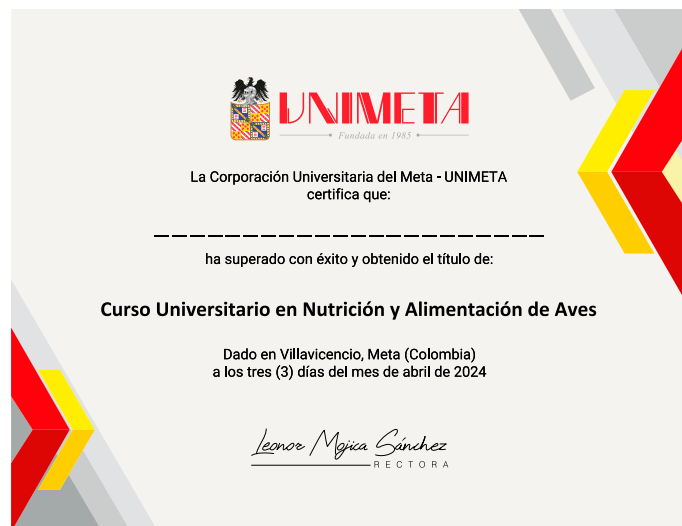 UNIMETA
Fundada en 1985
La Corporación Universitaria del Meta - UNIMETA
certifica que:
ha superado con éxito y obtenido el título de:
Curso Universitario en Nutrición y Alimentación de Aves
Dado en Villavicencio, Meta (Colombia)
a los tres (3) días del mes de abril de 2024
Leonor Mojica Sánchez
RECTORA